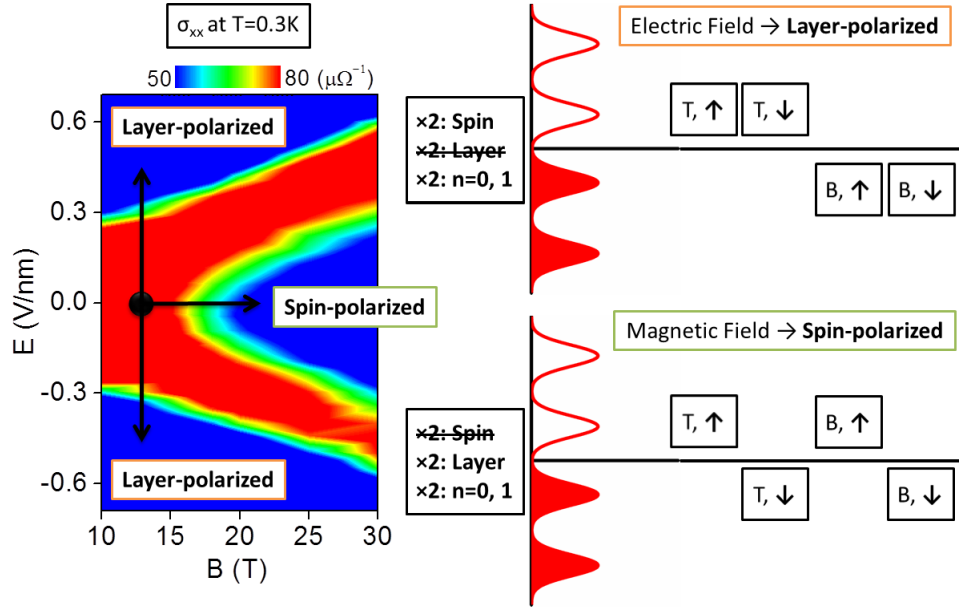 σxx at T=0.3K
50
80 (μΩ⁻¹)
Layer-polarized
Spin-polarized
Layer-polarized
0.6
0.3
0.0
-0.3
-0.6
E (V/nm)
10 15 20 25 30
B (T)
Electric Field → Layer-polarized
×2: Spin
×2: Layer
×2: n=0, 1
T, ↑
T, ↓
B, ↑
B, ↓
Magnetic Field → Spin-polarized
×2: Spin
×2: Layer
×2: n=0, 1
T, ↑
B, ↑
T, ↓
B, ↓